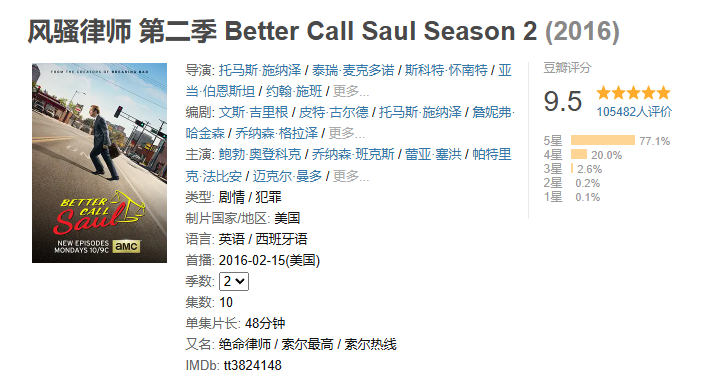 风骚律师 第二季 Better Call Saul Season 2 (2016)
FROM THE CREATORS OF BREAKING BAD
BETTER
CALL
Saul
NEW EPISODES
MONDAYS 10/9C
amc
导演: 托马斯·施纳泽 / 泰瑞·麦克多诺 / 斯科特·怀南特 / 亚
当·伯恩斯坦 / 约翰·施班 / 更多...
编剧: 文斯·吉里根 / 皮特·古尔德 / 托马斯·施纳泽 / 詹妮弗·
哈金森 / 乔纳森·格拉泽 / 更多...
主演: 鲍勃·奥登科克 / 乔纳森·班克斯 / 蕾亚·塞洪 / 帕特里
克·法比安 / 迈克尔·曼多 / 更多...
类型: 剧情 / 犯罪
制片国家/地区: 美国
语言: 英语 / 西班牙语
首播: 2016-02-15(美国)
季数: 2
集数: 10
单集片长: 48分钟
又名: 绝命律师 / 索尔最高 / 索尔热线
IMDb: tt3824148
豆瓣评分
9.5
105482人评价
5星 77.1%
4星 20.0%
3星 2.6%
2星 0.2%
1星 0.1%